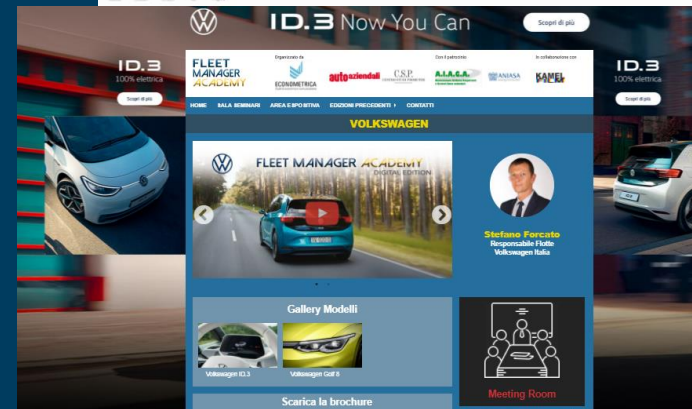 ID.3 Now You Can
Scopri di più
ID.3
100% elettrica
Scopri di più
FLEET
MANAGER
ACADEMY
Organizzato da
ECONOMETRICA
autoaziendali
C.S.P.
Con il patrocinio
A.I.A.G.A.
ANIASA
In collaborazione con
ID.3
100% elettrica
Scopri di più
HOME SALA SEMINARI AREA ESPOSITIVA EDIZIONI PRECEDENTI CONTATTI
VOLKSWAGEN
FLEET MANAGER ACADEMY
DIGITAL EDITION
Stefano Forcato
Responsabile Flotte
Volkswagen Italia
Gallery Modelli
Volkswagen ID.3
Volkswagen Golf 8
Meeting Room
Scarica la brochure